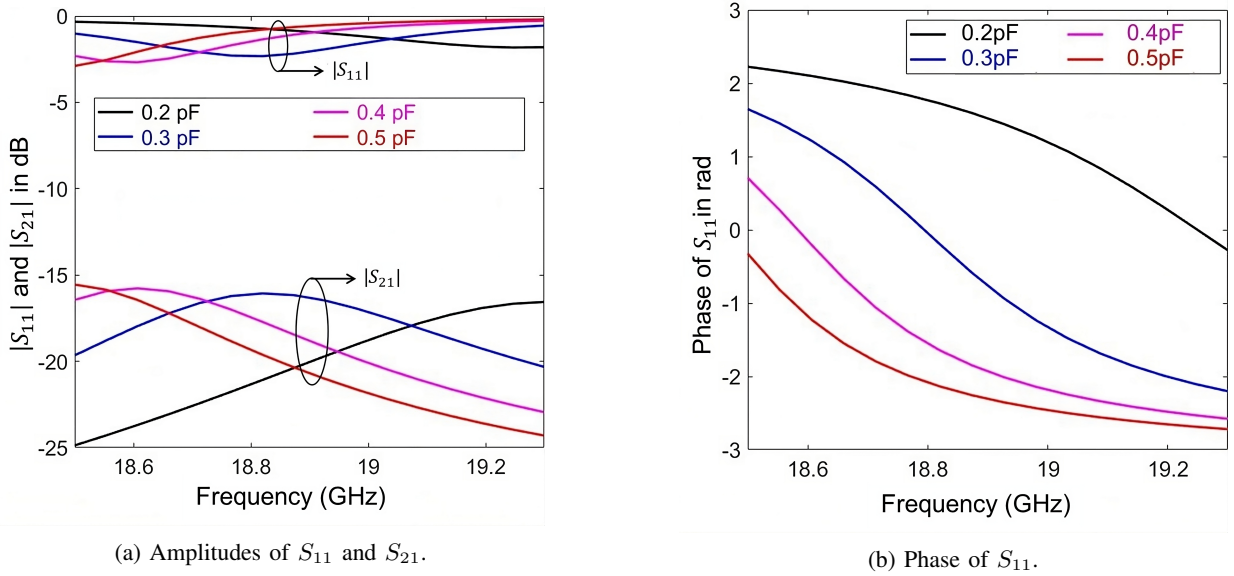 |S11| and |S21| in dB
0
-5
-10
-15
-20
-25
18.6
18.8
19
19.2
Frequency (GHz)
|S11|
0.2 pF
0.4 pF
0.3 pF
0.5 pF
|S21|
(a) Amplitudes of S11 and S21.
Phase of S11 in rad
3
2
1
0
-1
-2
-3
18.6
18.8
19
19.2
Frequency (GHz)
0.2pF
0.4pF
0.3pF
0.5pF
(b) Phase of S11.